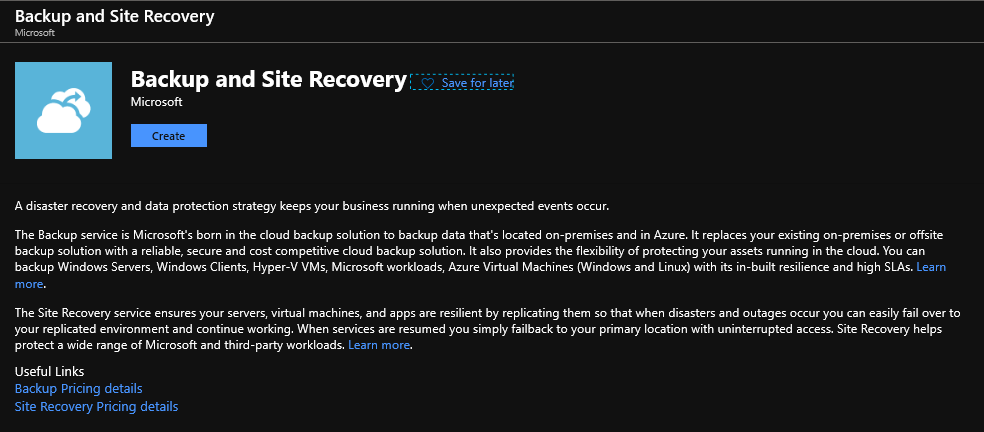 Backup and Site Recovery
Microsoft
Backup and Site Recovery
Save for later
Microsoft
Create
A disaster recovery and data protection strategy keeps your business running when unexpected events occur.
The Backup service is Microsoft's born in the cloud backup solution to backup data that's located on-premises and in Azure. It replaces your existing on-premises or offsite
backup solution with a reliable, secure and cost competitive cloud backup solution. It also provides the flexibility of protecting your assets running in the cloud. You can
backup Windows Servers, Windows Clients, Hyper-V VMs, Microsoft workloads, Azure Virtual Machines (Windows and Linux) with its in-built resilience and high SLAs. Learn
more.
The Site Recovery service ensures your servers, virtual machines, and apps are resilient by replicating them so that when disasters and outages occur you can easily fail over to
your replicated environment and continue working. When services are resumed you simply failback to your primary location with uninterrupted access. Site Recovery helps
protect a wide range of Microsoft and third-party workloads. Learn more.
Useful Links
Backup Pricing details
Site Recovery Pricing details